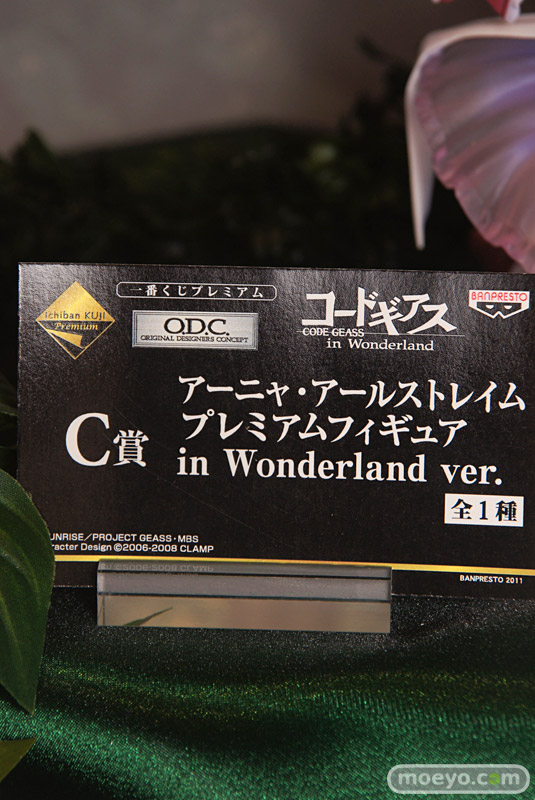 一番くじプレミアム
Ichiban KUJI
Premium
O.D.C.
ORIGINAL DESIGNERS CONCEPT
コードギアス
CODE GEASS
in Wonderland
BANPRESTO
C賞
アーニャ・アールストレイム
プレミアムフィギュア
in Wonderland ver.
全1種
UNRISE／PROJECT GEASS・MBS
racter Design ©2006-2008 CLAMP
BANPRESTO 2011
moeyo.com